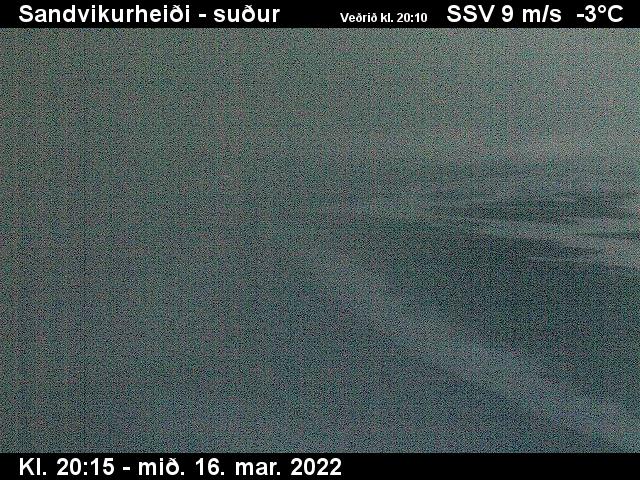 Sandvikurheiði - suður Veðrið kl. 20:10 SSV 9 m/s -3°C
Kl. 20:15 - mið. 16. mar. 2022